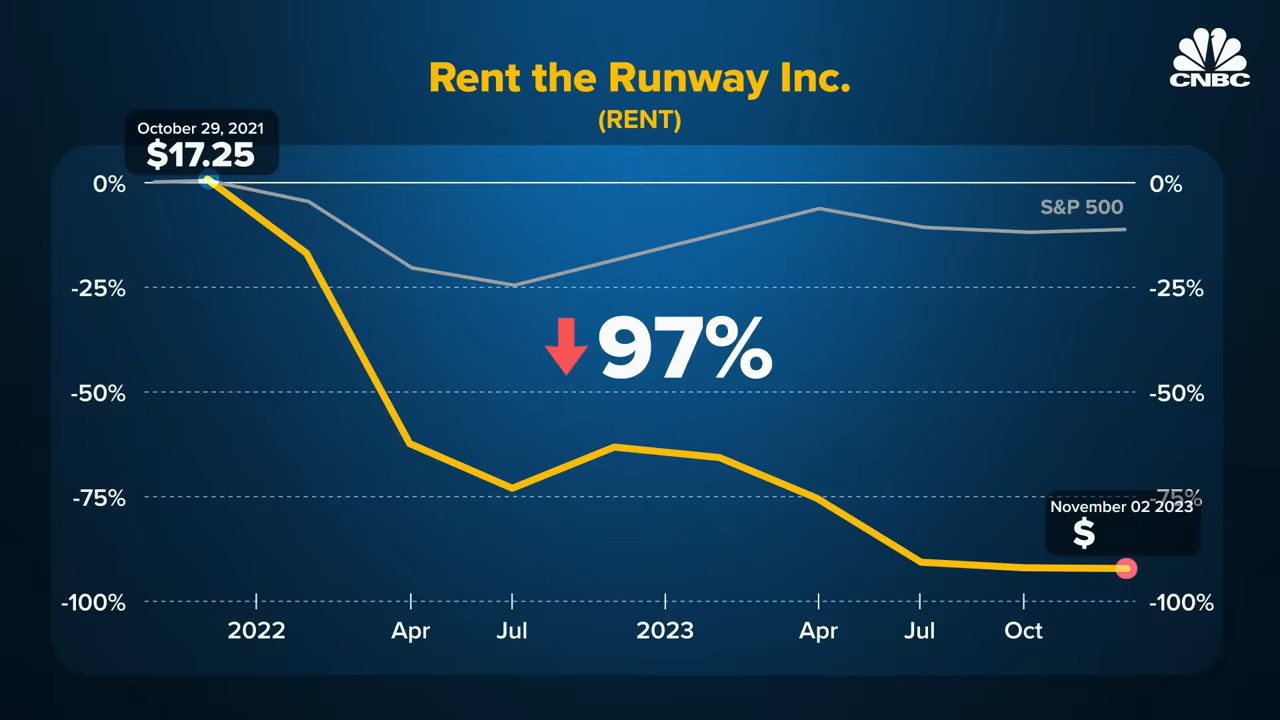 CNBC
Rent the Runway Inc.
(RENT)
October 29, 2021
$17.25
0%
0%
S&P 500
-25%
-25%
97%
-50%
-50%
-75%
-75%
November 02 2023
$
-100%
-100%
2022
Apr
Jul
2023
Apr
Jul
Oct